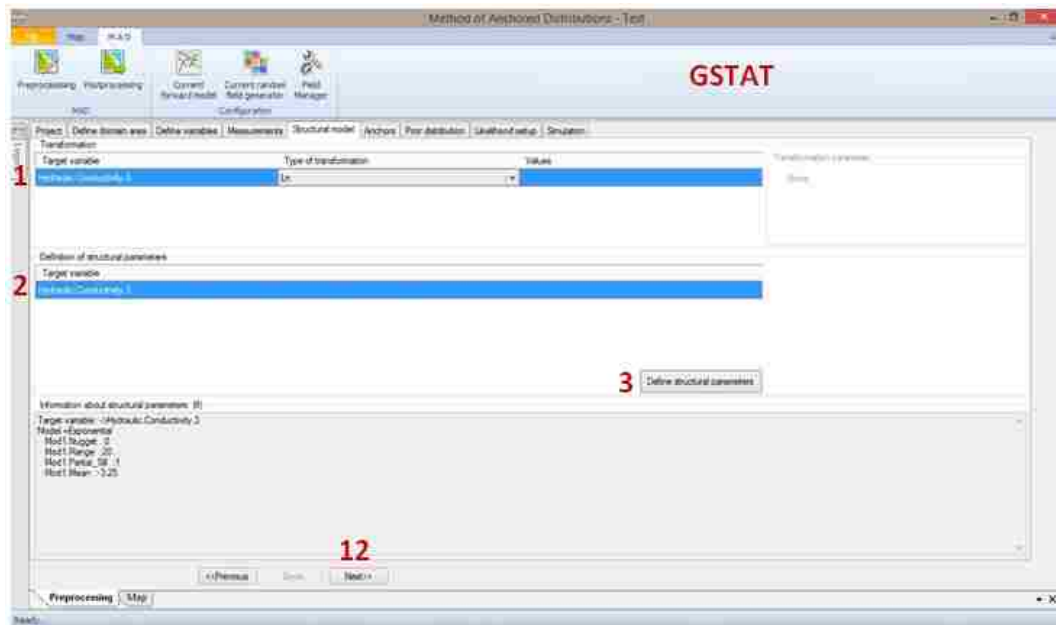 Method of Anchored Distributions - Test
Map
MAD
Preprocessing
Postprocessing
Current forward model
Current random field generator
Field Manager
MAD
Configuration
GSTAT
Project
Define domain area
Define variables
Measurements
Structural model
Anchors
Prior distribution
Likelihood setup
Simulation
Transformation
Target variable
Type of transformation
Values
Transformation parameter
1
Hydraulic Conductivity 3
Ln
Definition of structural parameters
Target variable
2
Hydraulic Conductivity 3
3
Define structural parameters
Information about structural parameters
Target variable
Hydraulic Conductivity 3
Model =Exponential
Mod1.Nugget : 0
Mod1.Range : 20
Mod1.Partial_Sill : 1
Mod1.Mean : -3.25
12
<<Previous
Next>>
Preprocessing
Map
Ready